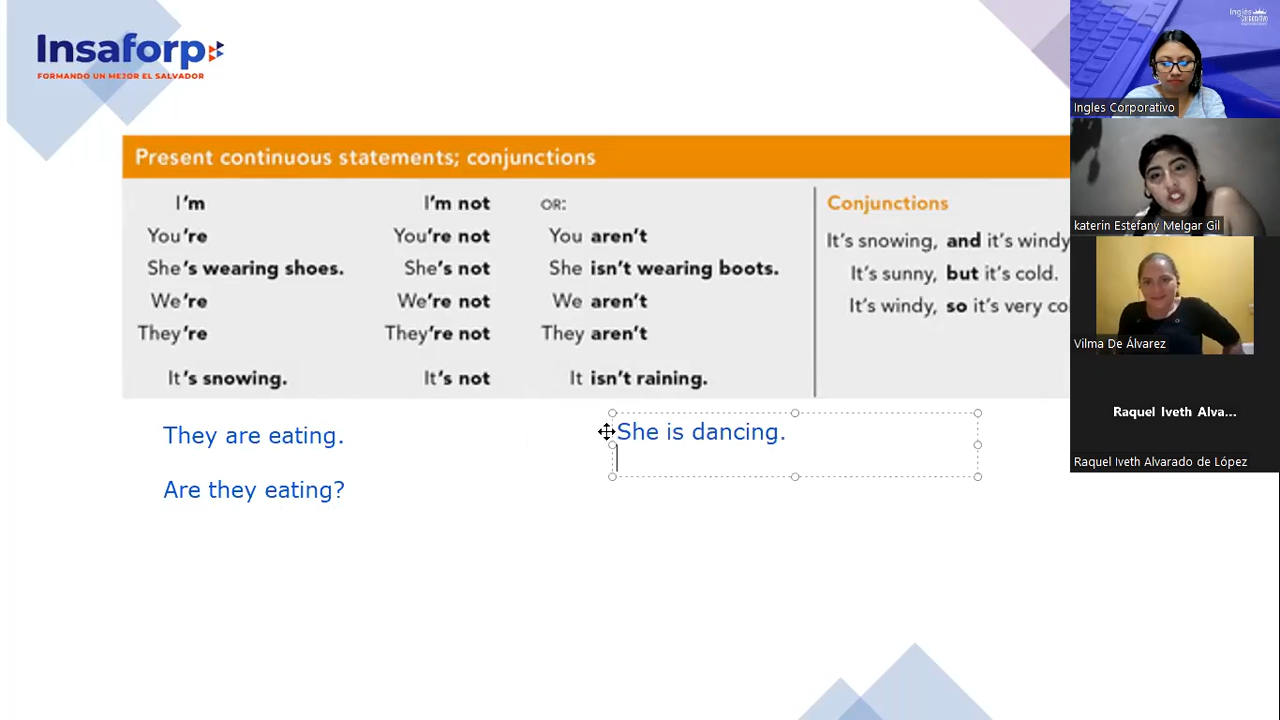 Insaforp
FORMANDO UN MEJOR EL SALVADOR
Present continuous statements; conjunctions
I'm I'm not OR:
You're You're not You aren't
She's wearing shoes. She's not She isn't wearing boots.
We're We're not We aren't
They're They're not They aren't
It's snowing. It's not It isn't raining.
Conjunctions
It's snowing, and it's windy
It's sunny, but it's cold.
It's windy, so it's very co
They are eating.
Are they eating?
She is dancing.
Ingles Corporativo
katerin Estefany Melgar Gil
Vilma De Álvarez
Raquel Iveth Alva...
Raquel Iveth Alvarado de López